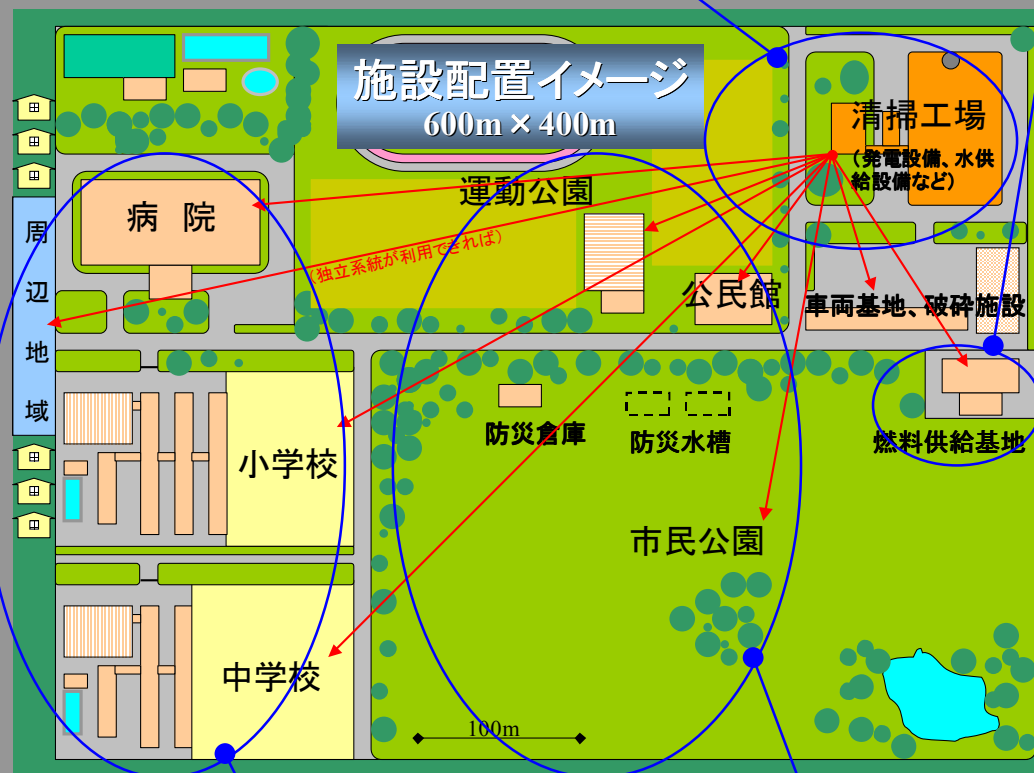 施設配置イメージ
600m×400m
清掃工場
(発電設備、水供
給設備など)
運動公園
病 院
周
辺
地
域
(独立系統が利用できれば)
公民館
車両基地、破砕施設
防災倉庫
防災水槽
燃料供給基地
小学校
市民公園
中学校
100m